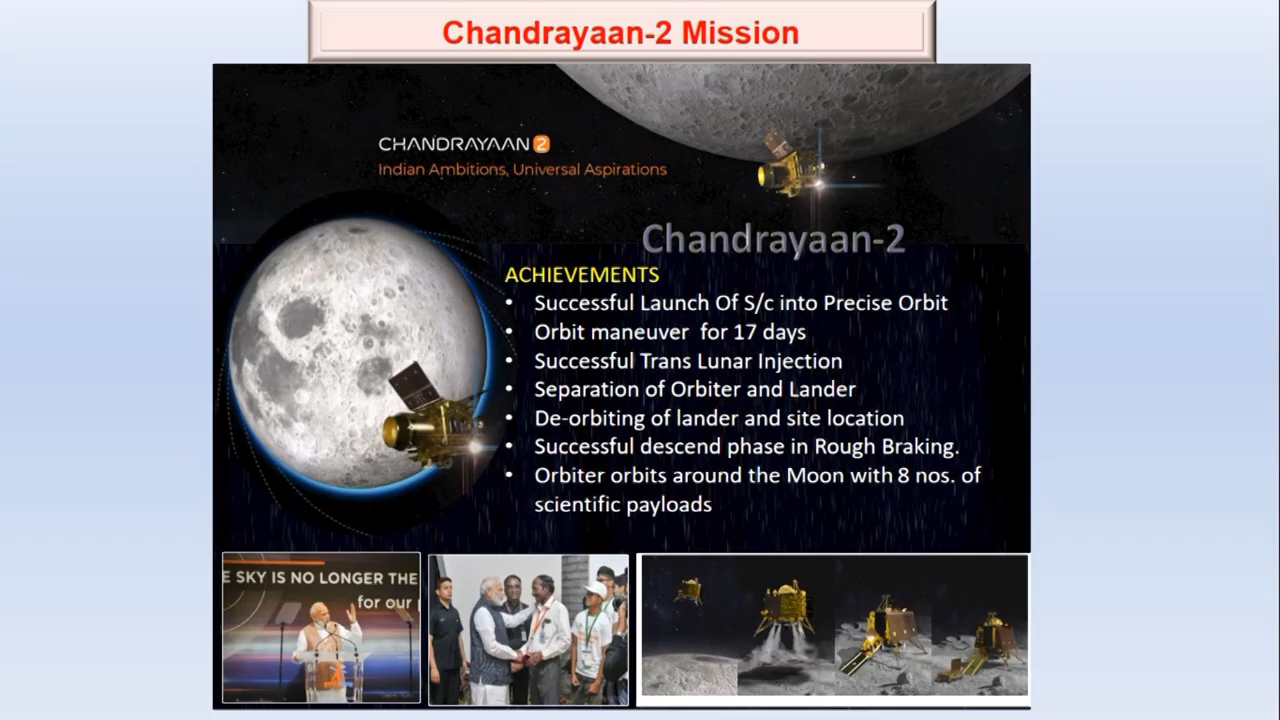 Chandrayaan-2 Mission
CHANDRAYAAN 2
Indian Ambitions, Universal Aspirations
Chandrayaan-2
ACHIEVEMENTS
• Successful Launch Of S/c into Precise Orbit
• Orbit maneuver for 17 days
• Successful Trans Lunar Injection
• Separation of Orbiter and Lander
• De-orbiting of lander and site location
• Successful descend phase in Rough Braking.
• Orbiter orbits around the Moon with 8 nos. of
scientific payloads
E SKY IS NO LONGER THE
for our